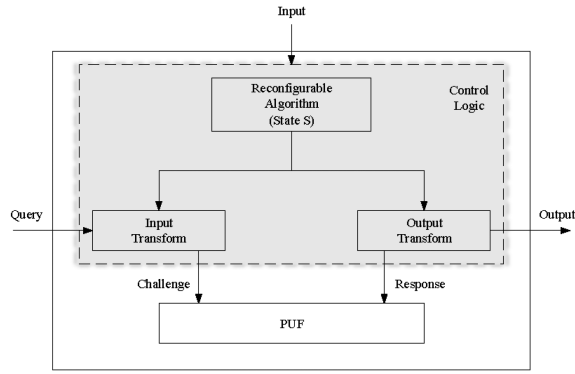 Input
Reconfigurable
Algorithm
(State S)
Control
Logic
Query
Input
Transform
Output
Transform
Output
Challenge
Response
PUF